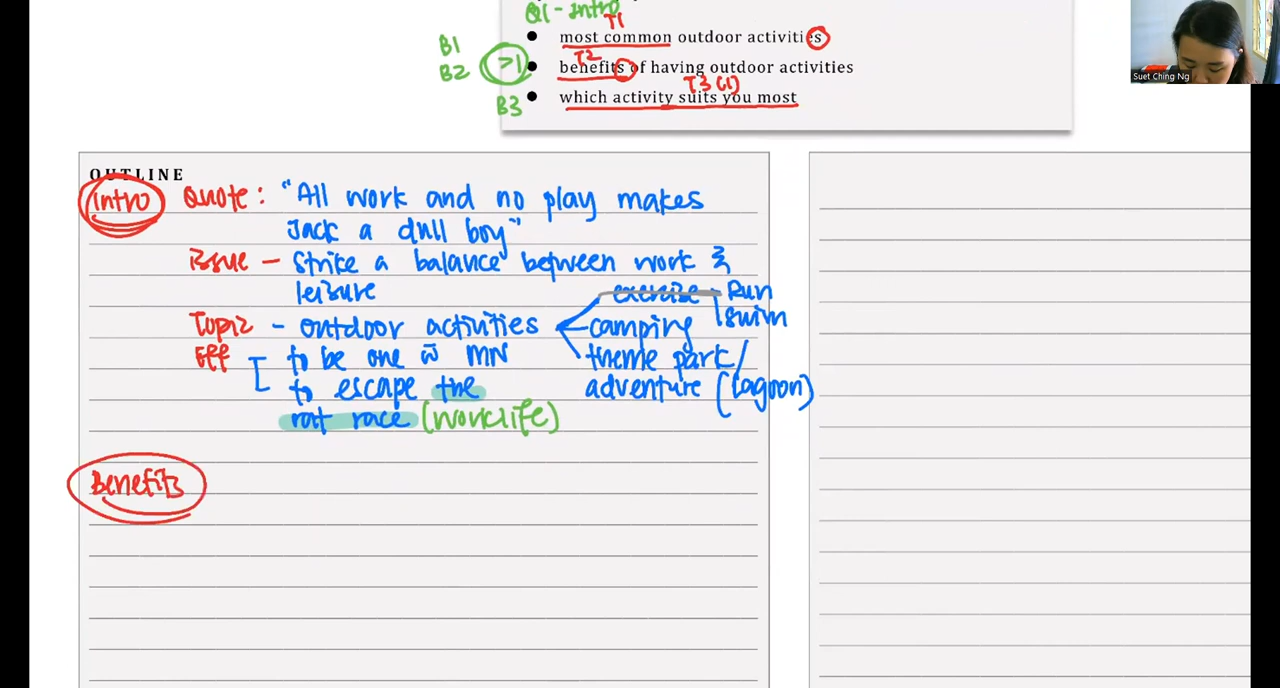 Q1 - Intro
T1
B1 ● most common outdoor activities
T2
B2 >1 ● benefits of having outdoor activities
T3 (1)
B3 ● which activity suits you most
Suet Ching Ng
OUTLINE
Intro Quote: "All work and no play makes
Jack a dull boy"
Issue - Strike a balance between work &
leisure exercise - Run
Topic - outdoor activities camping swim
Eff to be one w MN theme park/
to escape the adventure (lagoon)
rat race (worklife)
Benefits